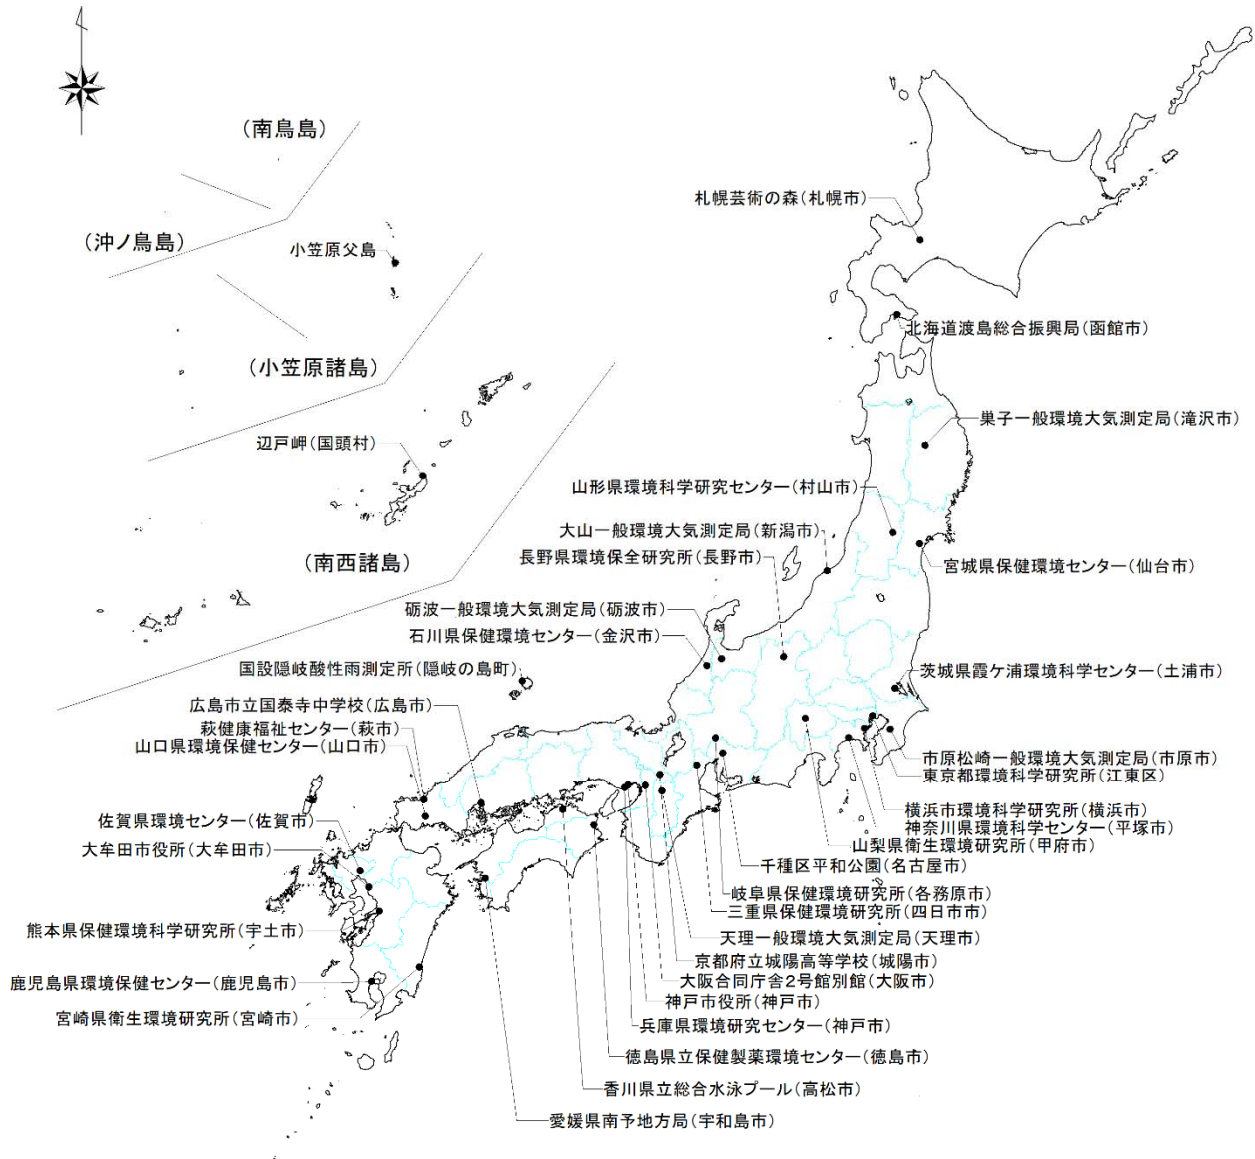 (南鳥島)
札幌芸術の森(札幌市)
(沖ノ鳥島)
小笠原父島
北海道渡島総合振興局(函館市)
(小笠原諸島)
巣子一般環境大気測定局(滝沢市)
辺戸岬(国頭村)
山形県環境科学研究センター(村山市)
大山一般環境大気測定局(新潟市)
長野県環境保全研究所(長野市)
(南西諸島)
宮城県保健環境センター(仙台市)
砺波一般環境大気測定局(砺波市)
石川県保健環境センター(金沢市)
国設隠岐酸性雨測定所(隠岐の島町)
茨城県霞ケ浦環境科学センター(土浦市)
広島市立国泰寺中学校(広島市)
萩健康福祉センター(萩市)
山口県環境保健センター(山口市)
市原松崎一般環境大気測定局(市原市)
東京都環境科学研究所(江東区)
横浜市環境科学研究所(横浜市)
神奈川県環境科学センター(平塚市)
山梨県衛生環境研究所(甲府市)
佐賀県環境センター(佐賀市)
大牟田市役所(大牟田市)
千種区平和公園(名古屋市)
岐阜県保健環境研究所(各務原市)
三重県保健環境研究所(四日市市)
熊本県保健環境科学研究所(宇土市)
天理一般環境大気測定局(天理市)
京都府立城陽高等学校(城陽市)
鹿児島県環境保健センター(鹿児島市)
大阪合同庁舎2号館別館(大阪市)
神戸市役所(神戸市)
宮崎県衛生環境研究所(宮崎市)
兵庫県環境研究センター(神戸市)
徳島県立保健製薬環境センター(徳島市)
香川県立総合水泳プール(高松市)
愛媛県南予地方局(宇和島市)